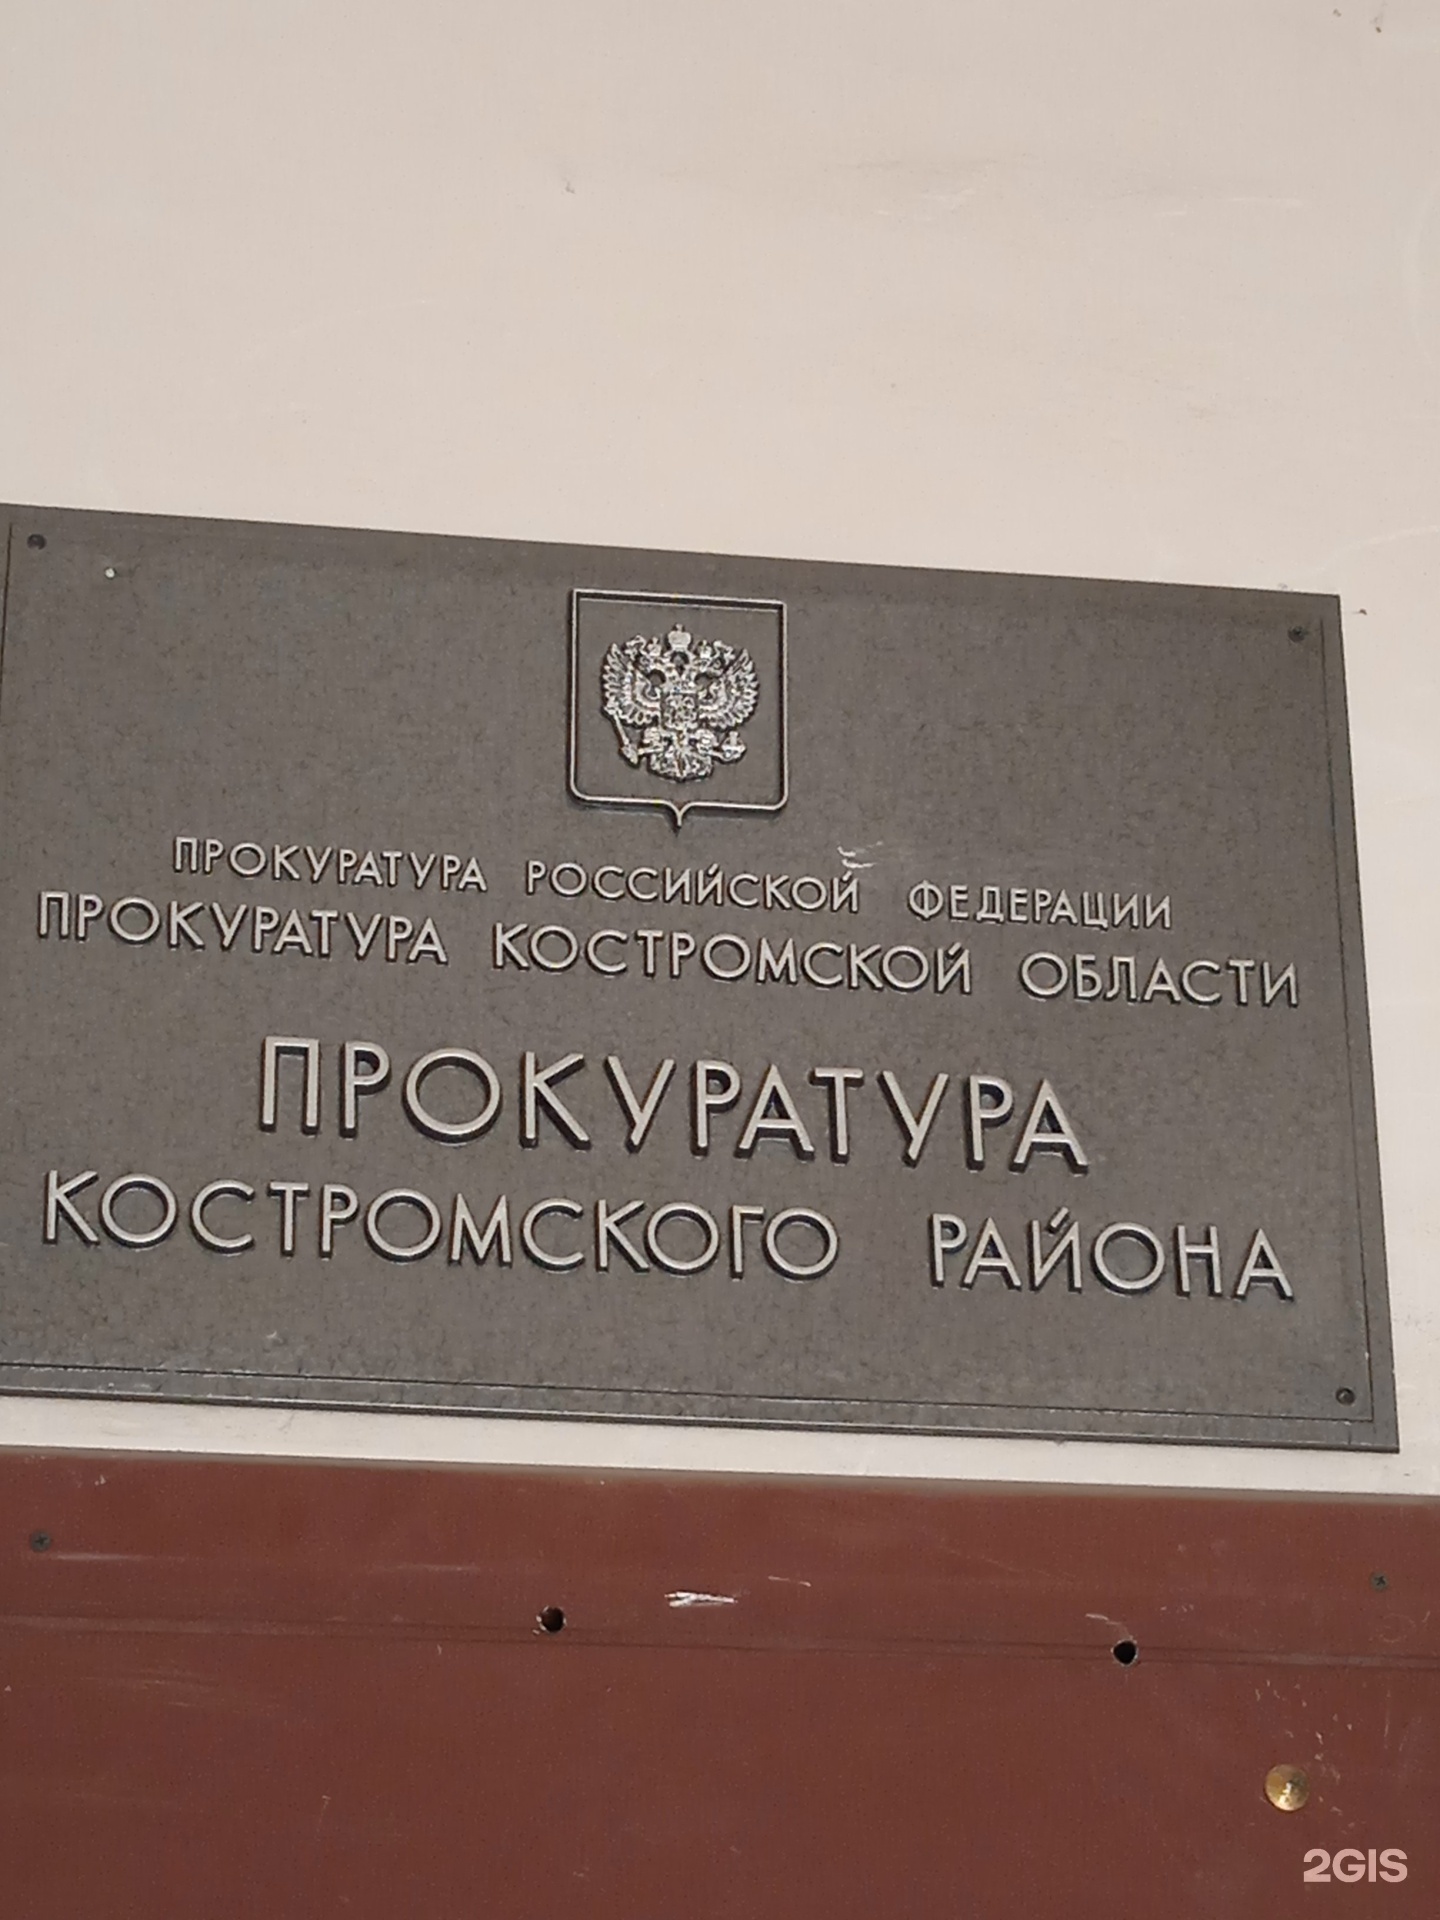 ПРОКУРАТУРА РОССИЙСКОЙ ФЕДЕРАЦИИ
ПРОКУРАТУРА КОСТРОМСКОЙ ОБЛАСТИ
ПРОКУРАТУРА
КОСТРОМСКОГО РАЙОНА
2GIS